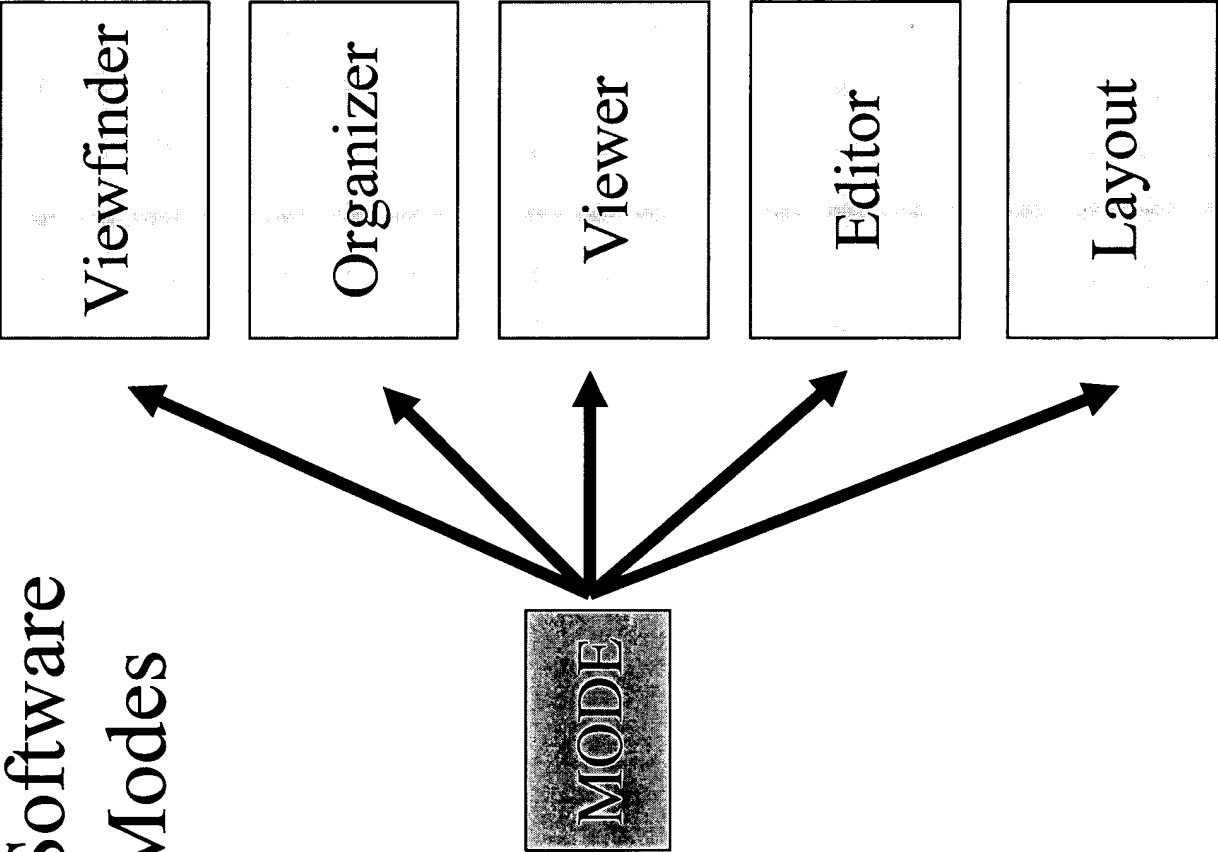 Software
Modes
MODE
Viewfinder
Organizer
Viewer
Editor
Layout